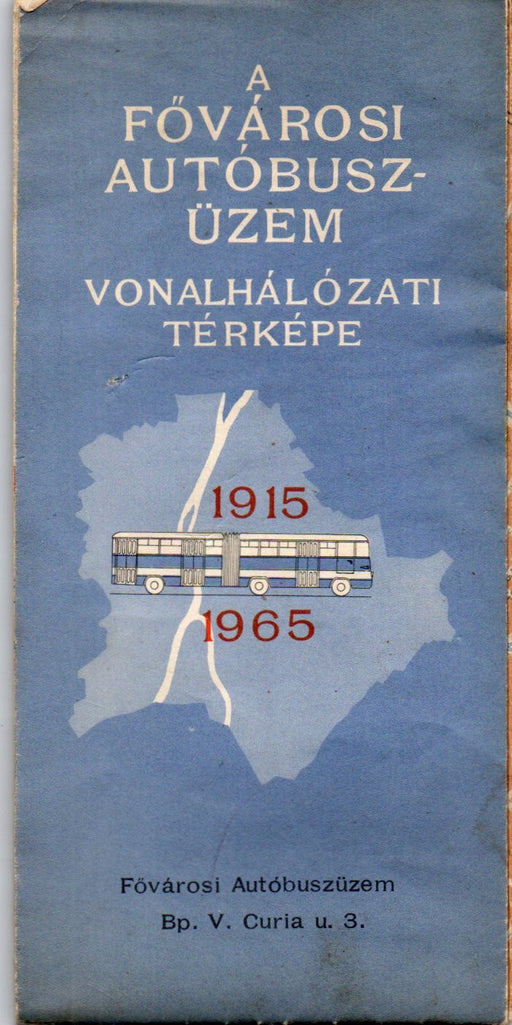 A
FŐVÁROSI
AUTÓBUSZ-
ÜZEM
VONALHÁLÓZATI
TÉRKÉPE
1915
1965
Fővárosi Autóbuszüzem
Bp. V. Curia u. 3.